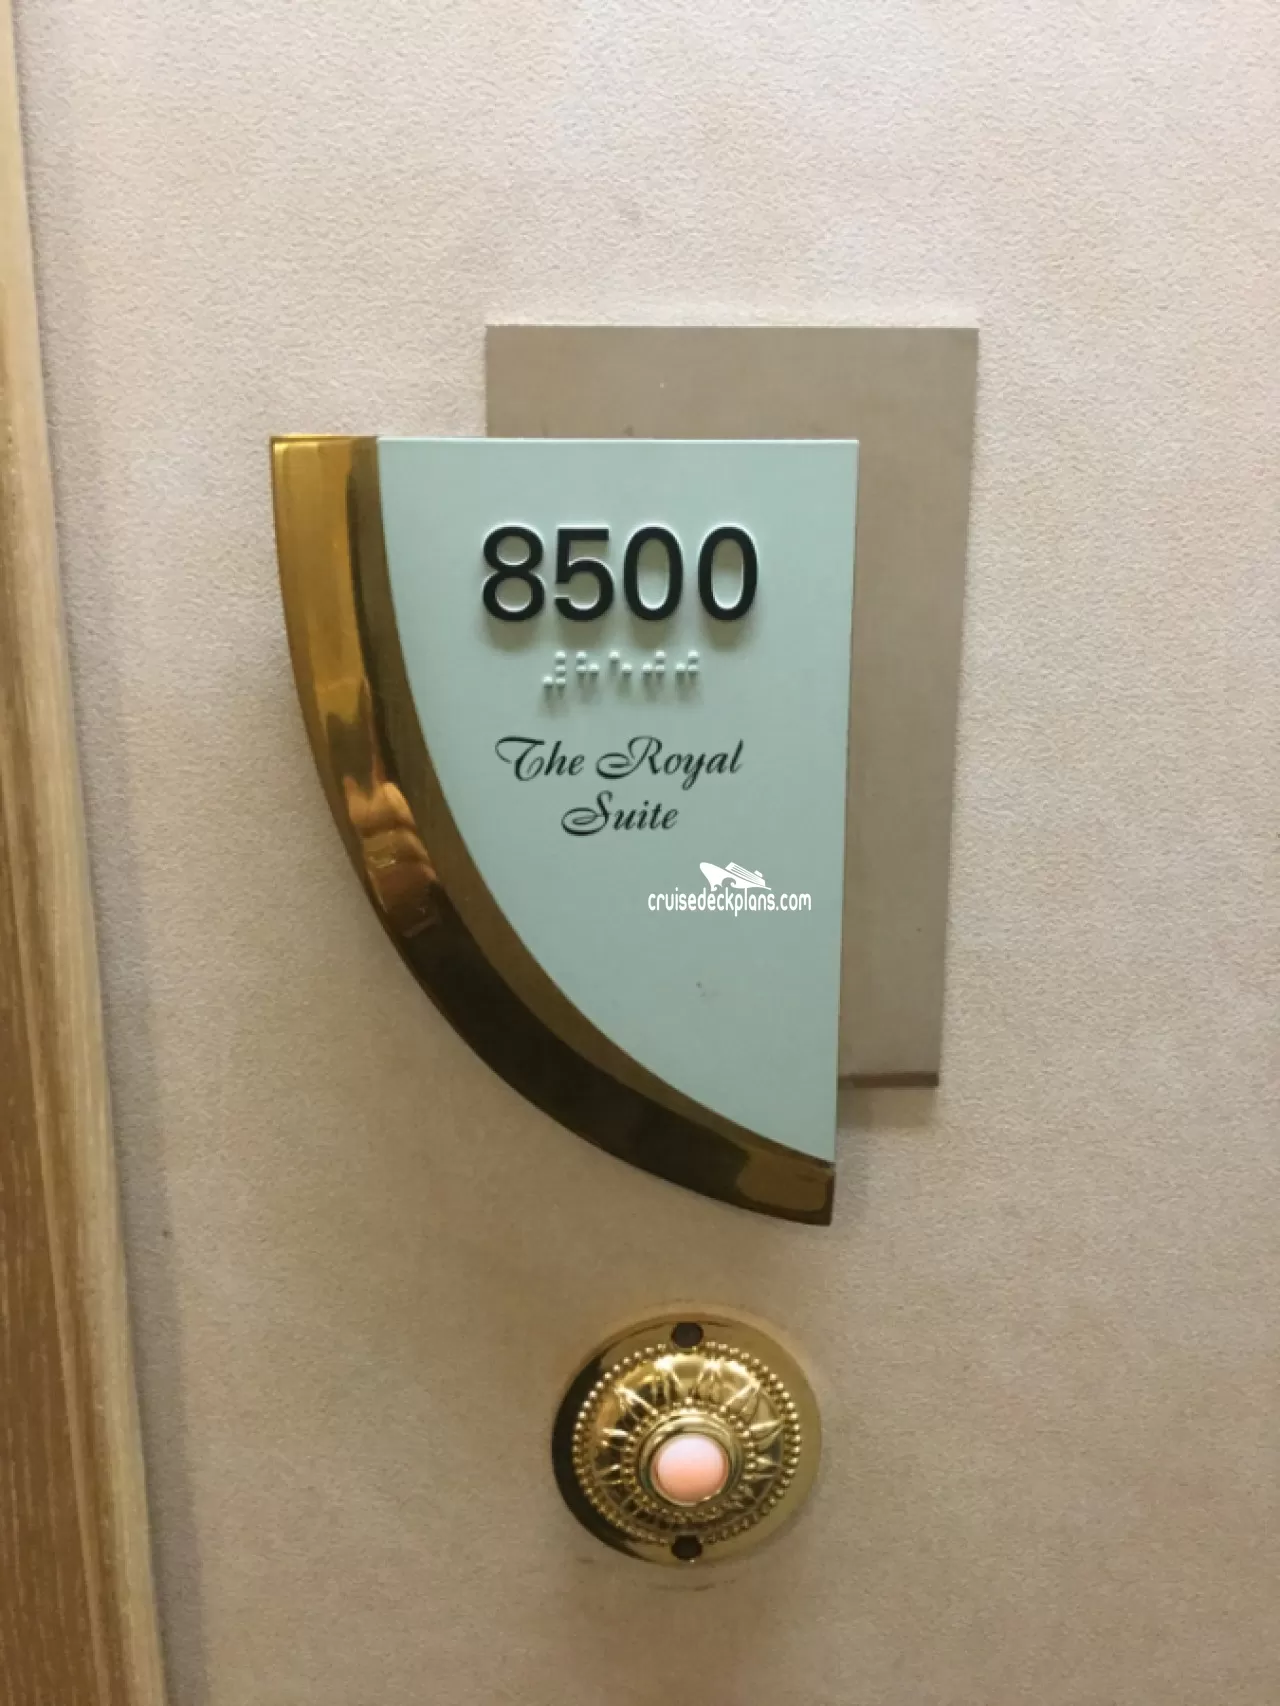 8500
⠼⠓⠑⠚⠚
The Royal
Suite
cruisedeckplans.com